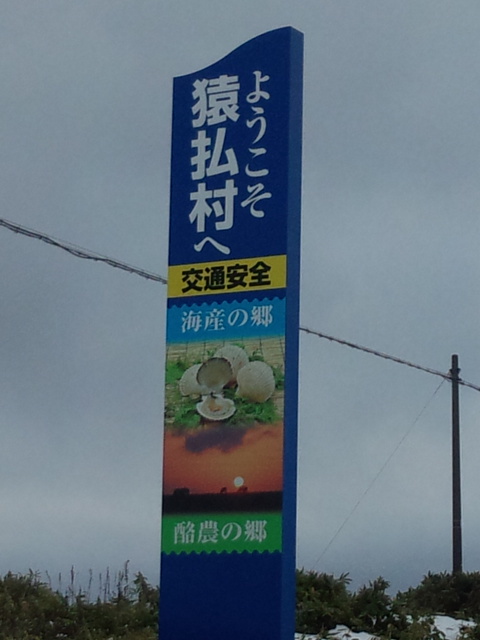 ようこそ
猿払村へ
交通安全
海産の郷
酪農の郷